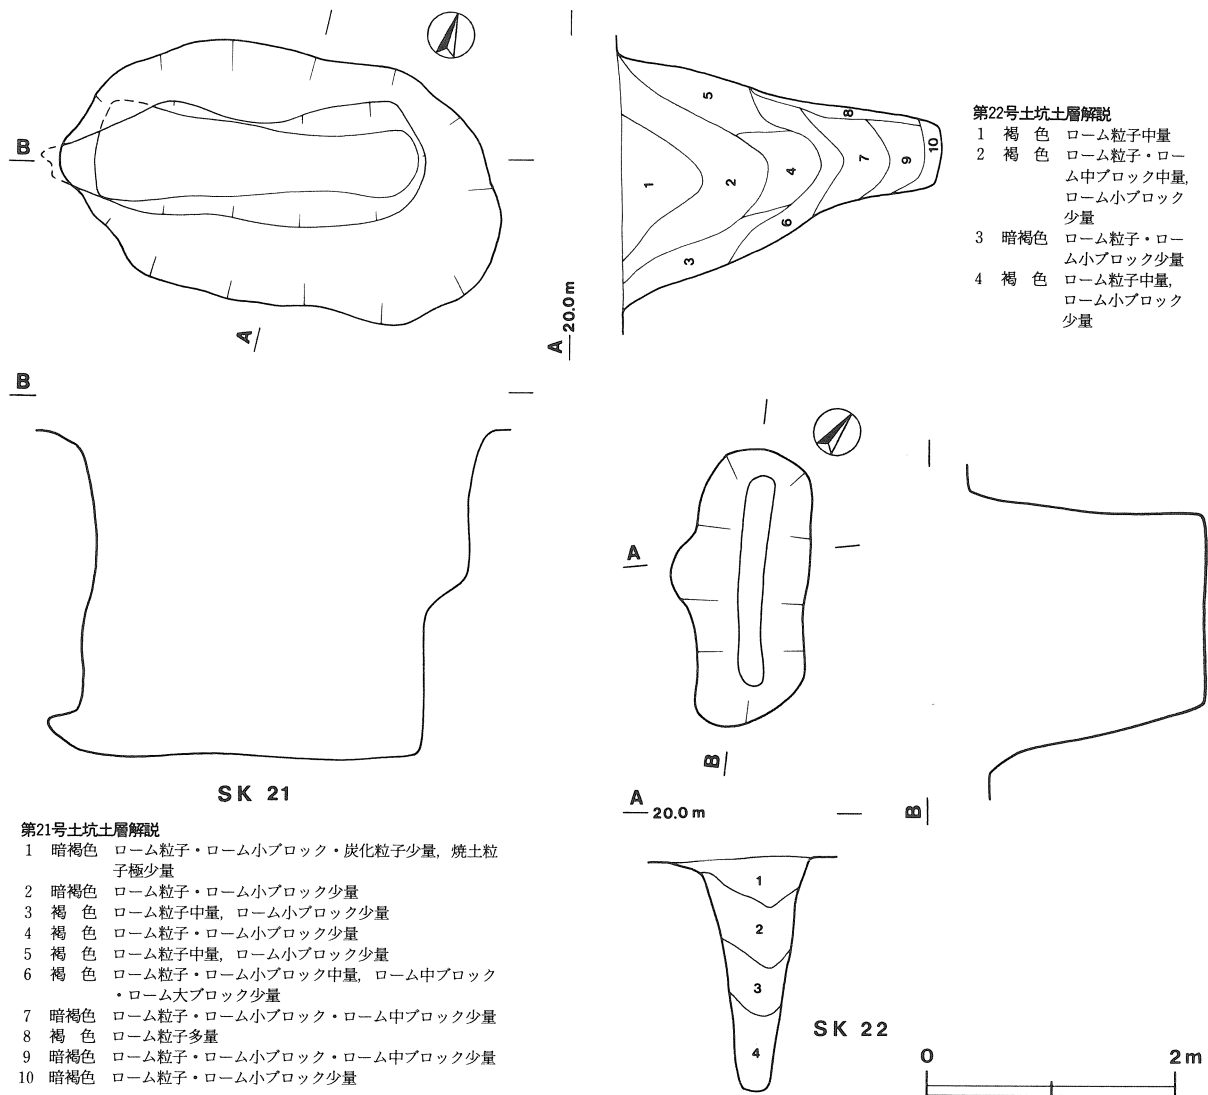 B
A
A 20.0m
1
2
3
4
5
6
7
8
9
10
第22号土坑土層解説
1 褐 色 ローム粒子中量
2 褐 色 ローム粒子・ロー
ム中ブロック中量,
ローム小ブロック
少量
3 暗褐色 ローム粒子・ロー
ム小ブロック少量
4 褐 色 ローム粒子中量,
ローム小ブロック
少量
B
SK 21
第21号土坑土層解説
1 暗褐色 ローム粒子・ローム小ブロック・炭化粒子少量, 焼土粒
子極少量
2 暗褐色 ローム粒子・ローム小ブロック少量
3 褐 色 ローム粒子中量, ローム小ブロック少量
4 褐 色 ローム粒子・ローム小ブロック少量
5 褐 色 ローム粒子中量, ローム小ブロック少量
6 褐 色 ローム粒子・ローム小ブロック中量, ローム中ブロック
・ローム大ブロック少量
7 暗褐色 ローム粒子・ローム小ブロック・ローム中ブロック少量
8 褐 色 ローム粒子多量
9 暗褐色 ローム粒子・ローム小ブロック・ローム中ブロック少量
10 暗褐色 ローム粒子・ローム小ブロック少量
A
B
B
A 20.0m
1
2
3
4
SK 22
0 2m